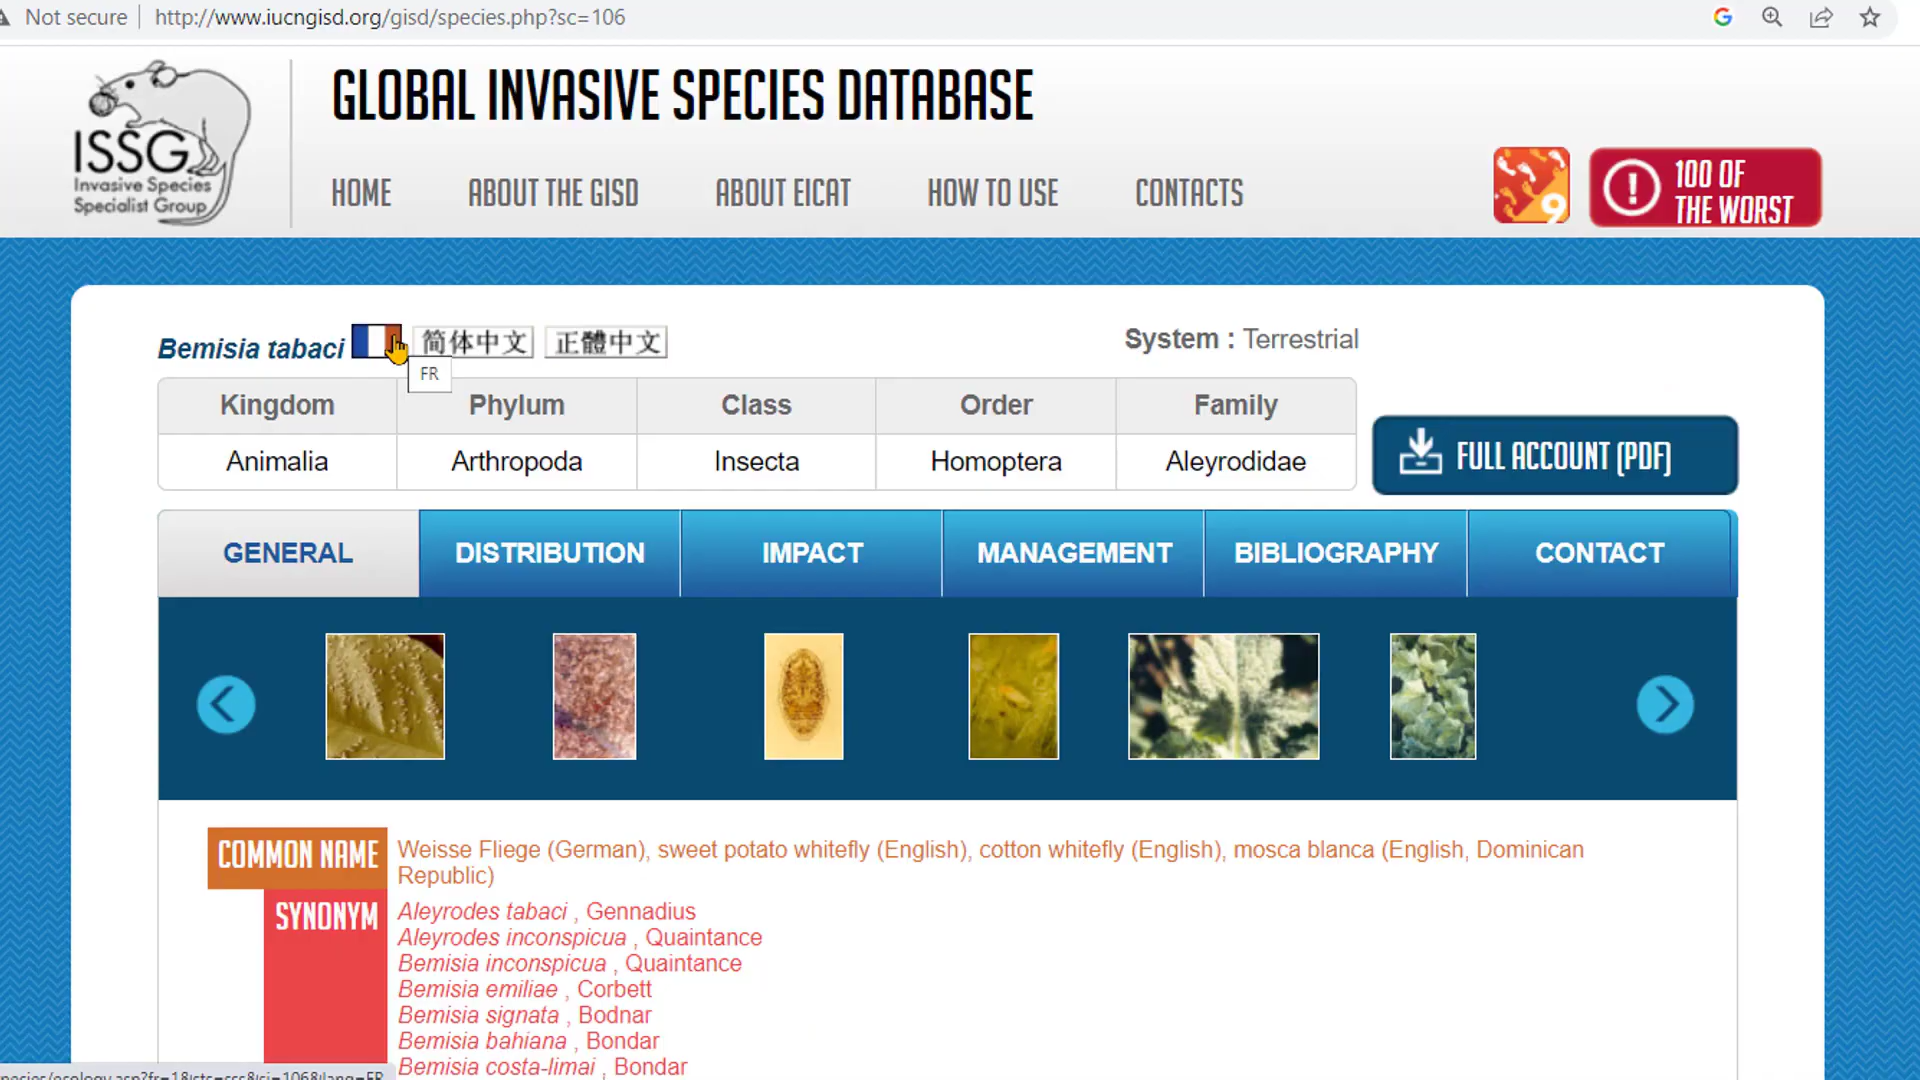 Not secure
http://www.iucngisd.org/gisd/species.php?sc=106
ISSG
Invasive Species
Specialist Group
GLOBAL INVASIVE SPECIES DATABASE
HOME
ABOUT THE GISD
ABOUT EICAT
HOW TO USE
CONTACTS
9
100 OF
THE WORST
Bemisia tabaci
简体中文
正體中文
FR
System : Terrestrial
Kingdom Phylum Class Order Family
Animalia Arthropoda Insecta Homoptera Aleyrodidae
FULL ACCOUNT (PDF)
GENERAL
DISTRIBUTION
IMPACT
MANAGEMENT
BIBLIOGRAPHY
CONTACT
COMMON NAME
Weisse Fliege (German), sweet potato whitefly (English), cotton whitefly (English), mosca blanca (English, Dominican
Republic)
SYNONYM
Aleyrodes tabaci , Gennadius
Aleyrodes inconspicua , Quaintance
Bemisia inconspicua , Quaintance
Bemisia emiliae , Corbett
Bemisia signata , Bodnar
Bemisia bahiana , Bondar
Bemisia costa-limai , Bondar